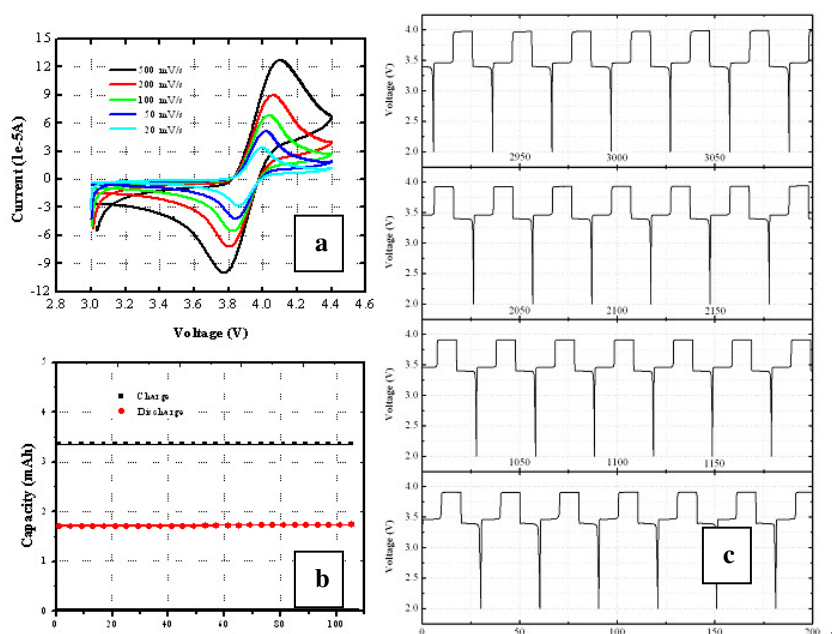 15
12
9
6
3
0
-3
-6
-9
-12
Current (1e-5A)
500 mV/s
200 mV/s
100 mV/s
50 mV/s
20 mV/s
a
2.8 3.0 3.2 3.4 3.6 3.8 4.0 4.2 4.4 4.6
Voltage (V)
5
4
3
2
1
0
Capacity (mAh)
Charge
Discharge
b
0 20 40 60 80 100
4.0
3.5
3.0
2.5
2.0
Voltage (V)
2950 3000 3050
4.0
3.5
3.0
2.5
2.0
Voltage (V)
2050 2100 2150
4.0
3.5
3.0
2.5
2.0
Voltage (V)
1050 1100 1150
4.0
3.5
3.0
2.5
2.0
Voltage (V)
c
0 50 100 150 200